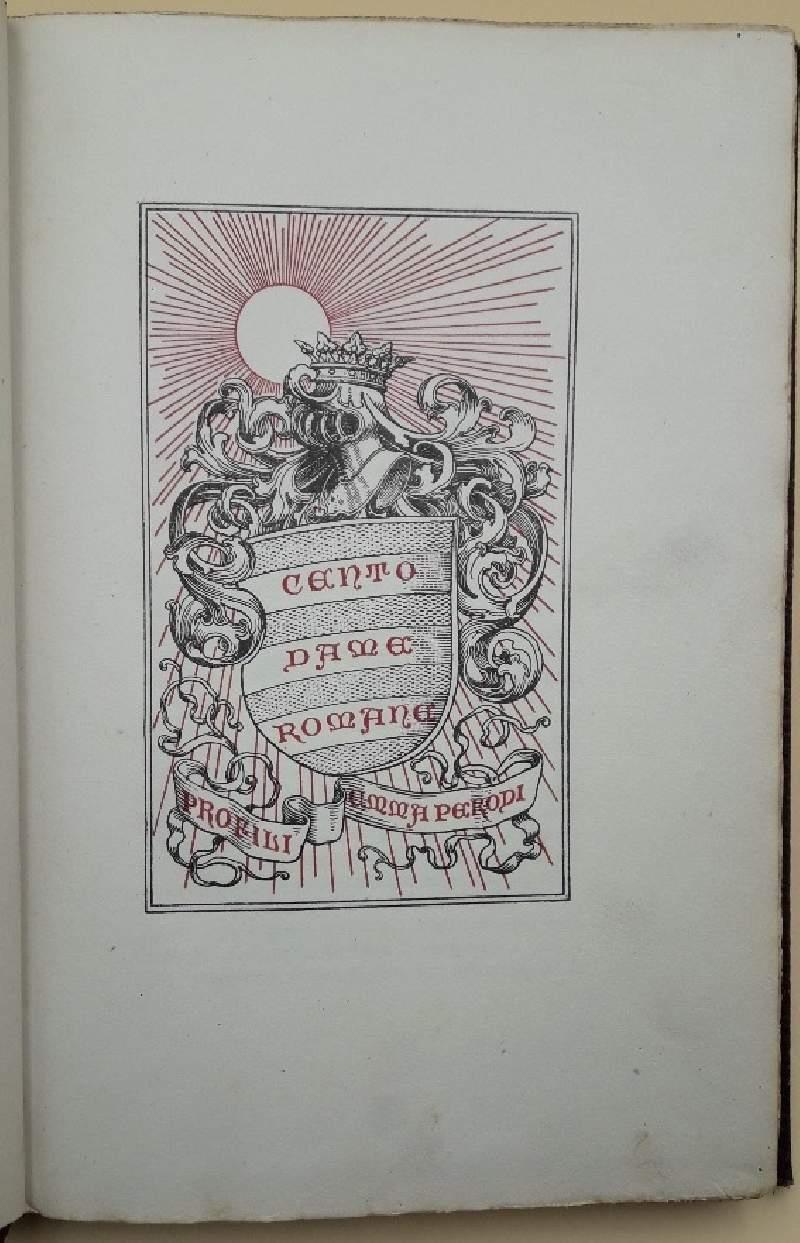 CENTO
DAME
ROMANE
PROFILI
EMMA PERODI